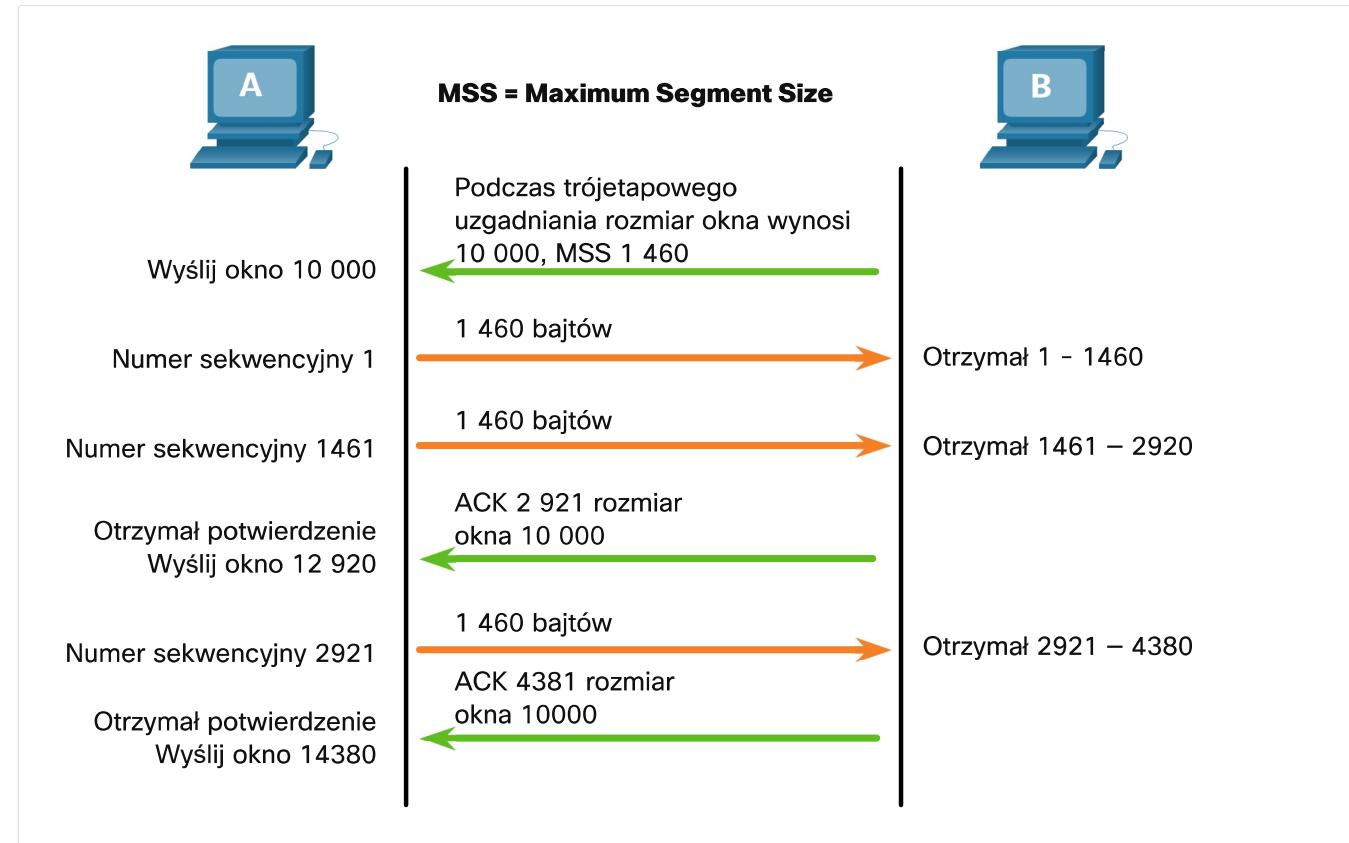 A
MSS = Maximum Segment Size
B
Podczas trójetapowego
uzgadniania rozmiar okna wynosi
10 000, MSS 1 460
Wyślij okno 10 000
1 460 bajtów
Numer sekwencyjny 1
Otrzymał 1 - 1460
1 460 bajtów
Numer sekwencyjny 1461
Otrzymał 1461 – 2920
ACK 2 921 rozmiar
okna 10 000
Otrzymał potwierdzenie
Wyślij okno 12 920
1 460 bajtów
Numer sekwencyjny 2921
Otrzymał 2921 – 4380
ACK 4381 rozmiar
okna 10000
Otrzymał potwierdzenie
Wyślij okno 14380